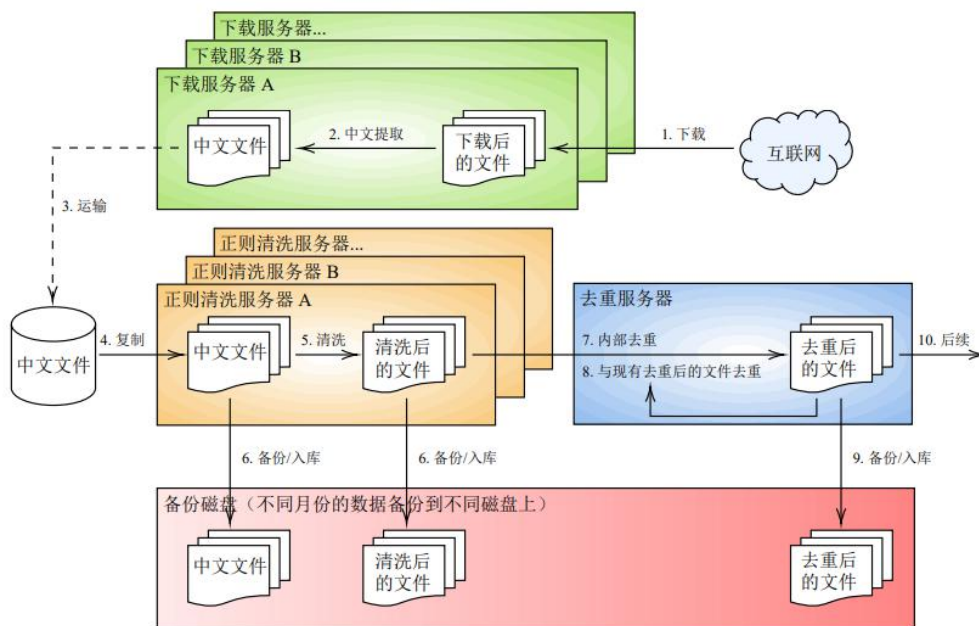 下载服务器...
下载服务器 B
下载服务器 A
中文文件
2. 中文提取
下载后
的文件
1. 下载
互联网
3. 运输
正则清洗服务器...
正则清洗服务器 B
正则清洗服务器 A
去重服务器
中文文件
4. 复制
中文文件
5. 清洗
清洗后
的文件
7. 内部去重
8. 与现有去重后的文件去重
去重后
的文件
10. 后续
6. 备份/入库
6. 备份/入库
9. 备份/入库
备份磁盘（不同月份的数据备份到不同磁盘上）
中文文件
清洗后
的文件
去重后
的文件